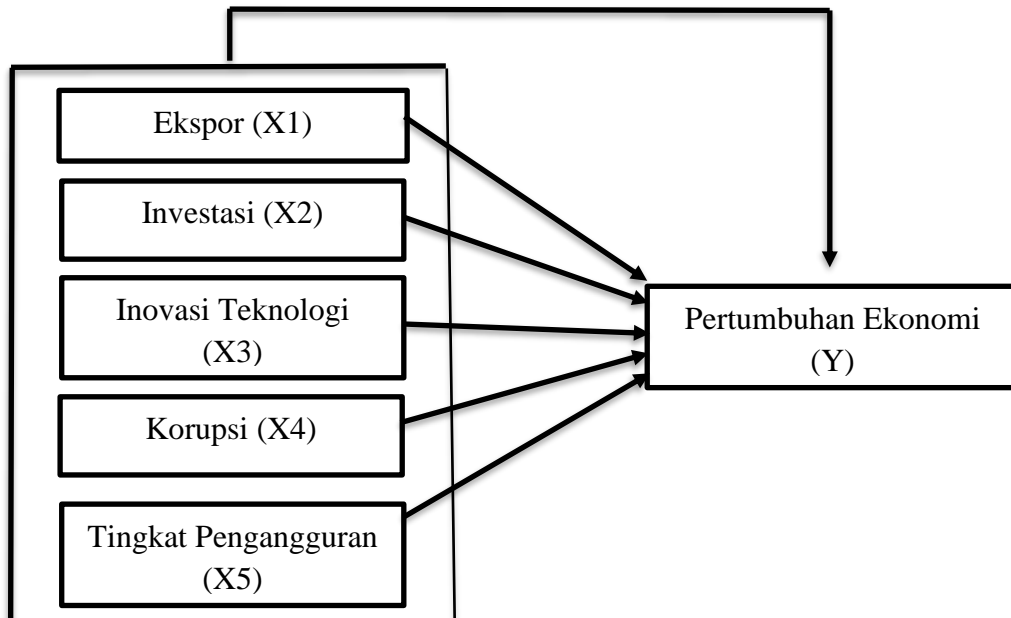 Ekspor (X1)
Investasi (X2)
Inovasi Teknologi
(X3)
Korupsi (X4)
Tingkat Pengangguran
(X5)
Pertumbuhan Ekonomi
(Y)